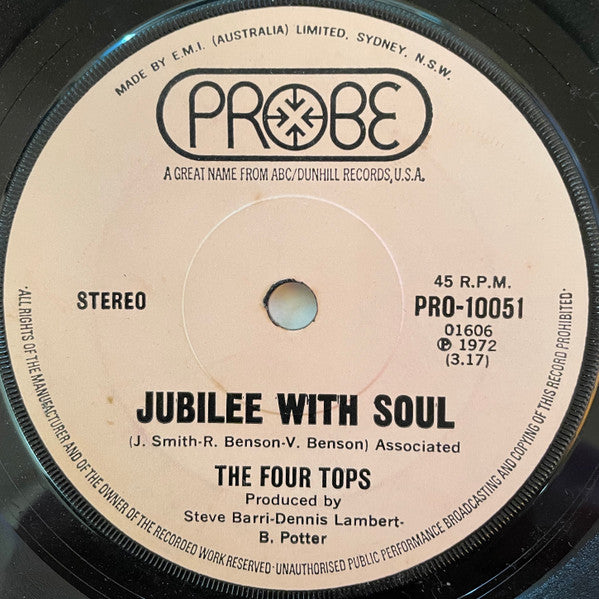 MADE BY E.M.I. (AUSTRALIA) LIMITED. SYDNEY. N.S.W.
PROBE
A GREAT NAME FROM ABC/DUNHILL RECORDS, U.S.A.
STEREO
45 R.P.M.
PRO-10051
01606
℗ 1972
(3.17)
JUBILEE WITH SOUL
(J. Smith-R. Benson-V. Benson) Associated
THE FOUR TOPS
Produced by
Steve Barri-Dennis Lambert-
B. Potter
·ALL RIGHTS OF THE MANUFACTURER AND OF THE OWNER OF THE RECORDED WORK RESERVED·UNAUTHORISED PUBLIC PERFORMANCE BROADCASTING AND COPYING OF THIS RECORD PROHIBITED·